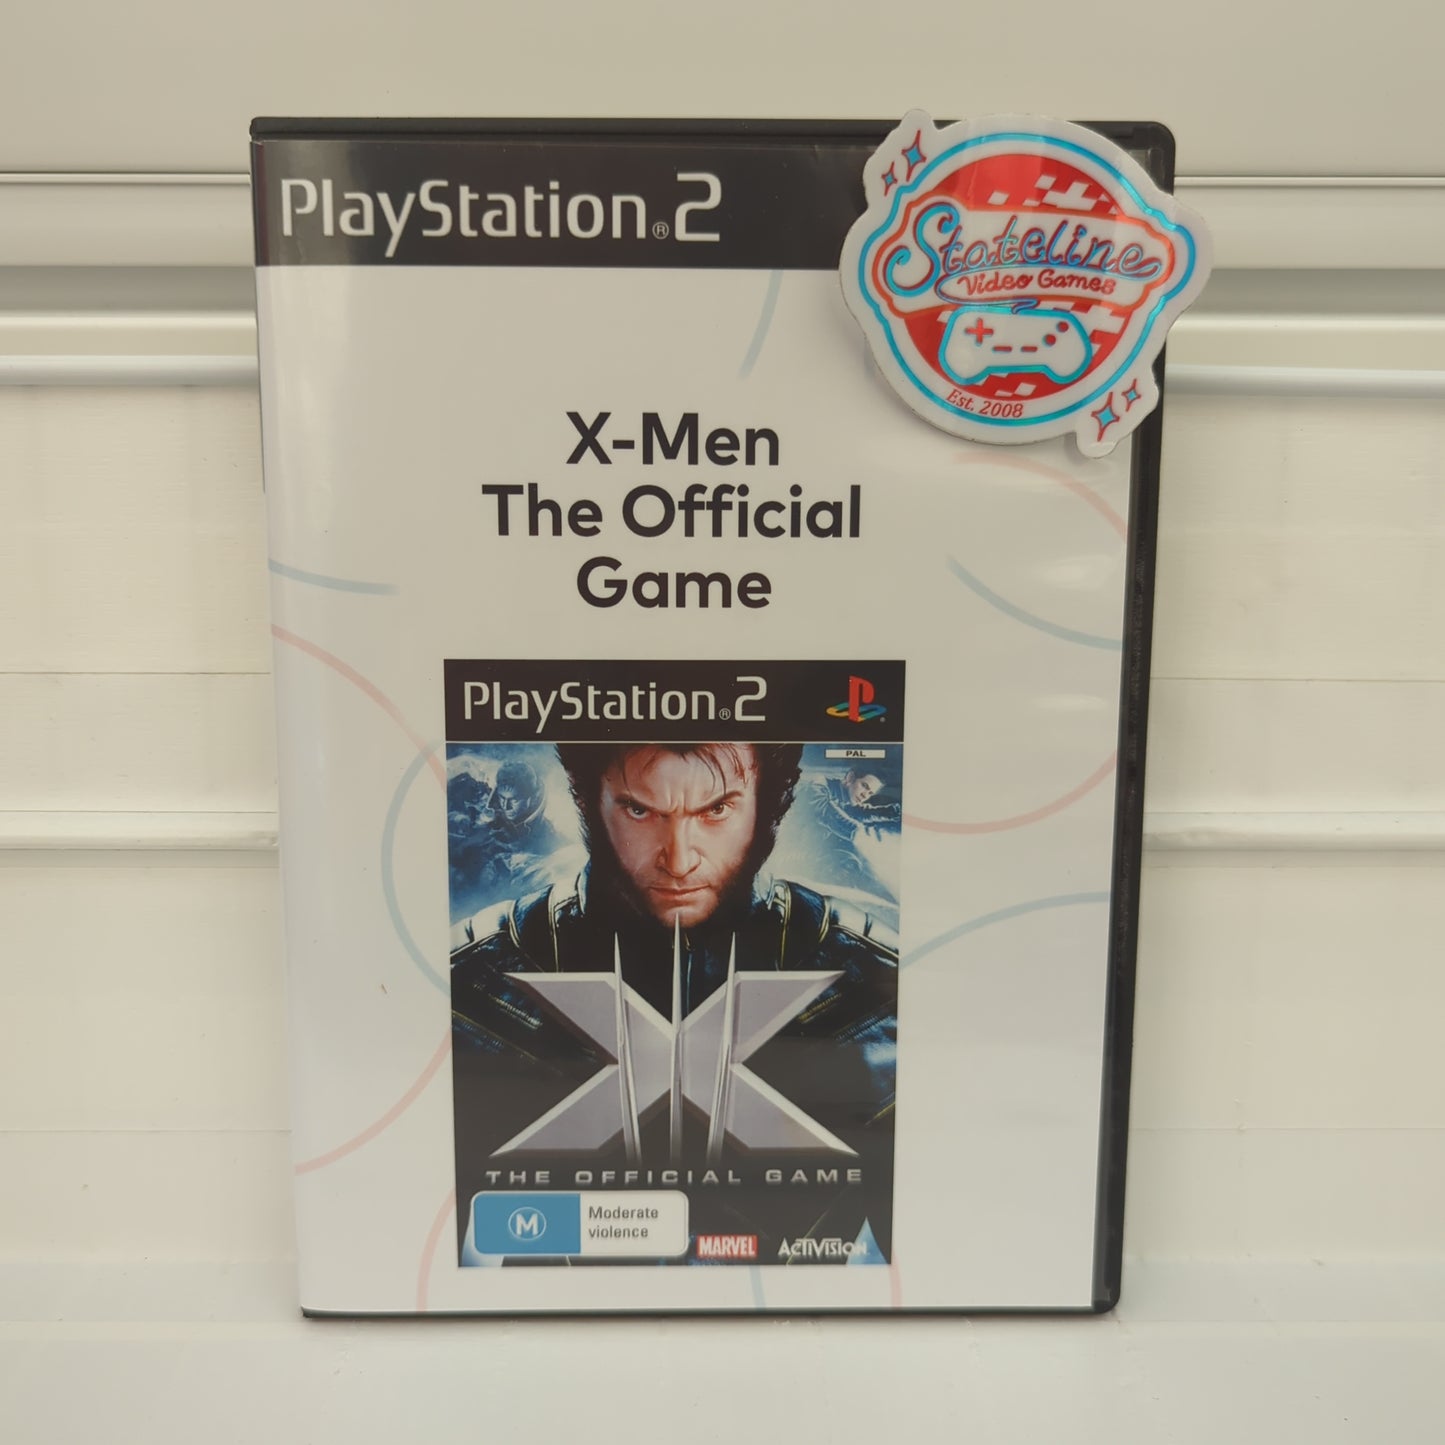 PlayStation®2
Stateline
Video Games
Est. 2008
X-Men
The Official
Game
PlayStation®2
PAL
THE OFFICIAL GAME
M
Moderate
violence
MARVEL
ACTIVISION